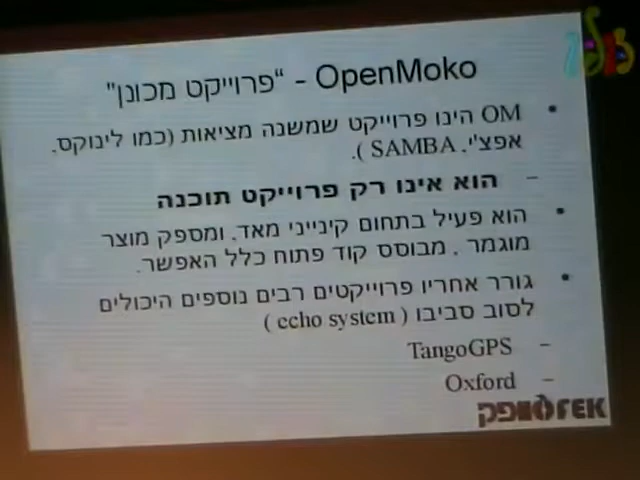 OpenMoko - "פרוייקט מכונן"
• OM הינו פרוייקט שמשנה מציאות (כמו לינוקס,
אפצ'י, SAMBA ).
– הוא אינו רק פרוייקט תוכנה
• הוא פעיל בתחום קינייני מאד, ומספק מוצר
מוגמר , מבוסס קוד פתוח ככל האפשר.
• גורר אחריו פרוייקטים רבים נוספים היכולים
לסוב סביבו ( echo system )
– TangoGPS
– Oxford